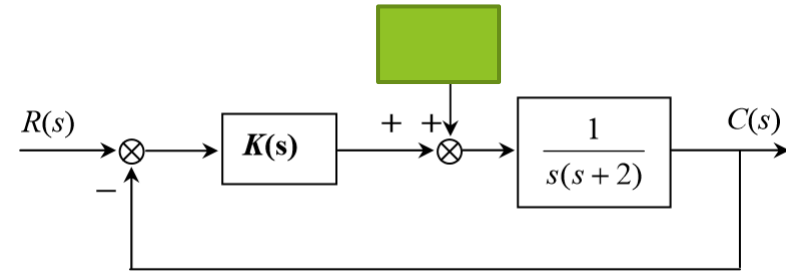 R(s)
K(s)
+ +
1
s(s + 2)
C(s)
−